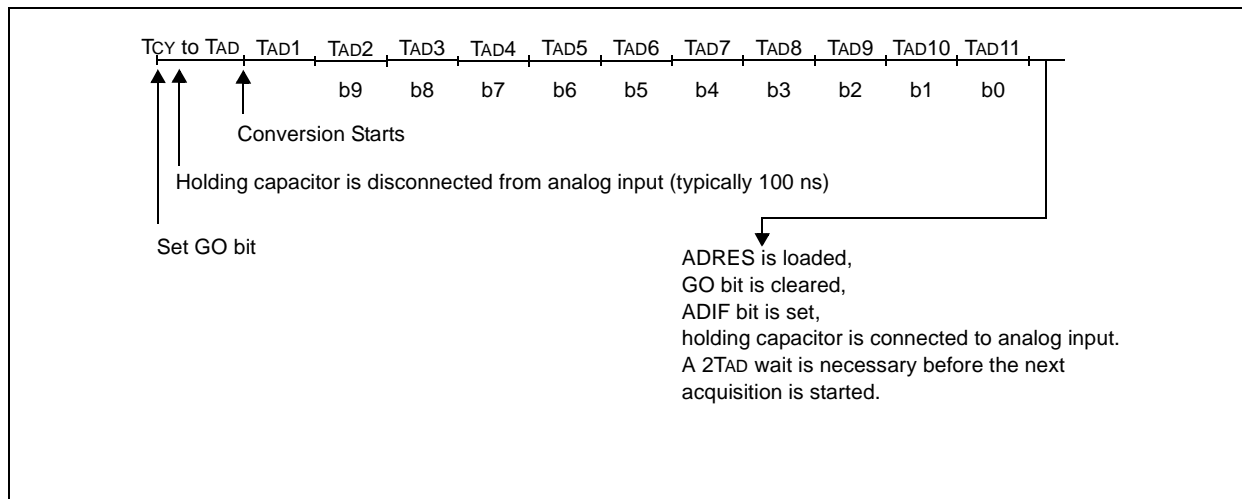 TCY to TAD TAD1 TAD2 TAD3 TAD4 TAD5 TAD6 TAD7 TAD8 TAD9 TAD10 TAD11
b9 b8 b7 b6 b5 b4 b3 b2 b1 b0
Conversion Starts
Holding capacitor is disconnected from analog input (typically 100 ns)
Set GO bit
ADRES is loaded,
GO bit is cleared,
ADIF bit is set,
holding capacitor is connected to analog input.
A 2TAD wait is necessary before the next
acquisition is started.